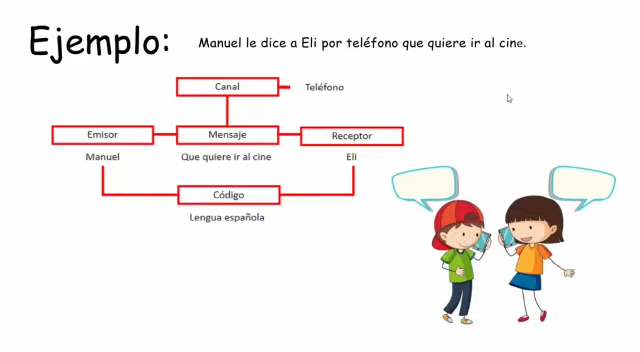 Ejemplo:
Manuel le dice a Eli por teléfono que quiere ir al cine.
Canal
Teléfono
Emisor
Mensaje
Receptor
Manuel
Que quiere ir al cine
Eli
Código
Lengua española